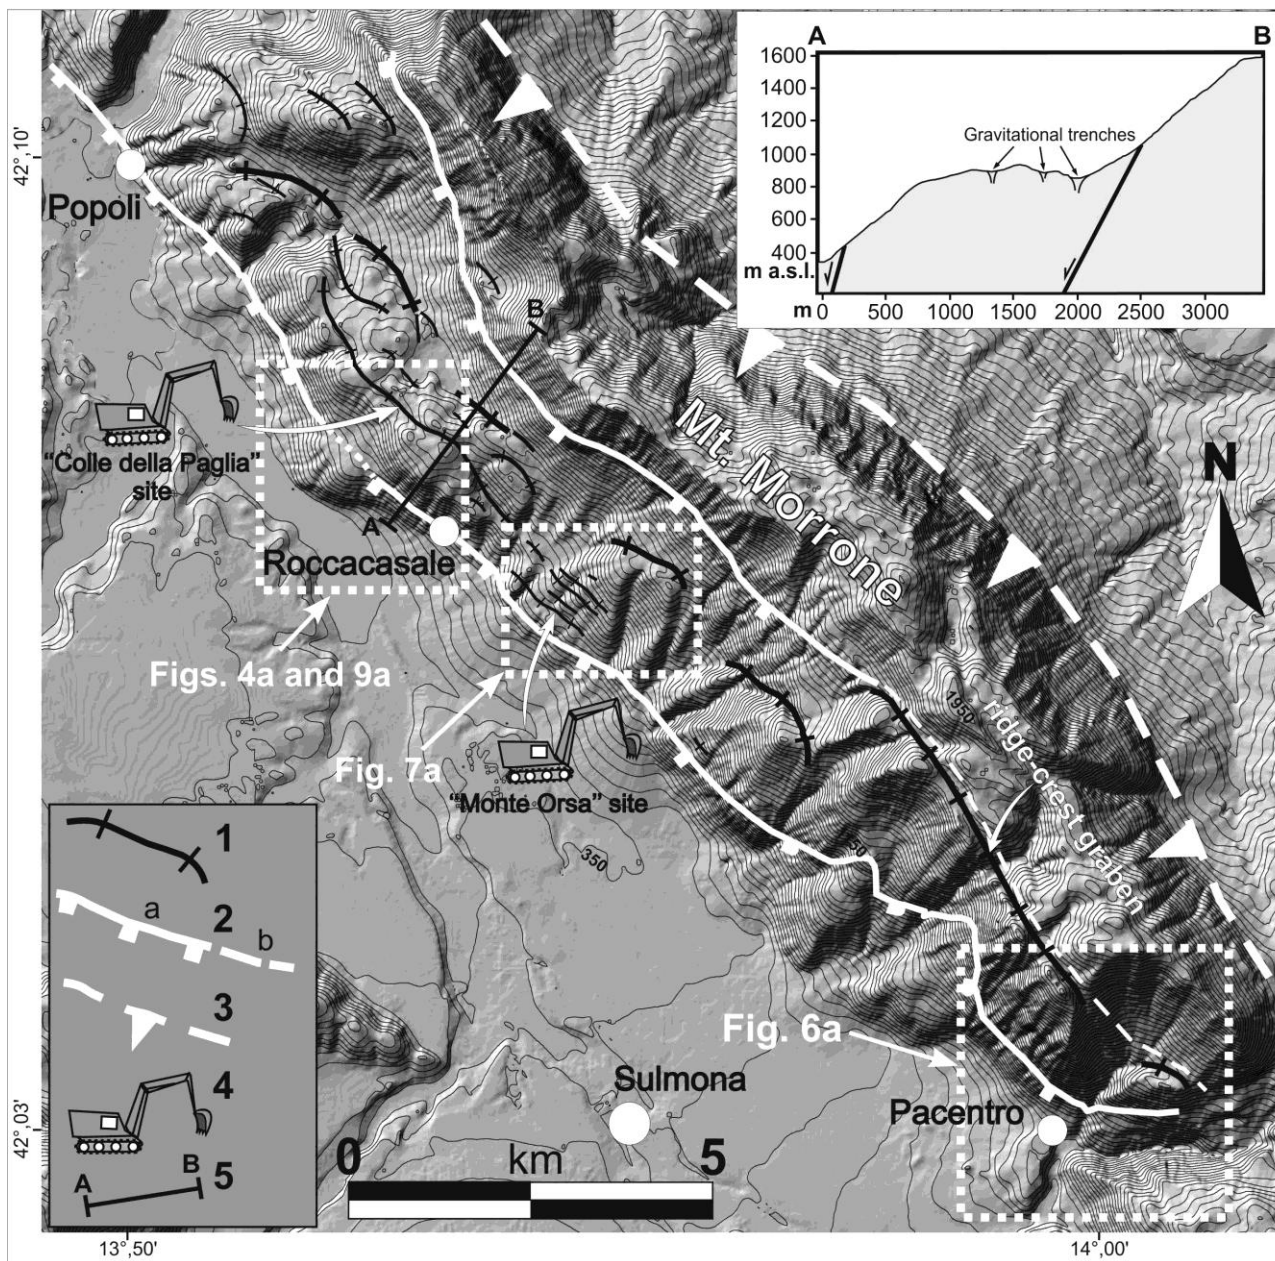 A
B
1600
1400
1200
1000
800
600
400
m a.s.l.
m
0
500
1000
1500
2000
2500
3000
Gravitational trenches
42°,10'
Popoli
B
"Colle della Paglia"
site
A
Roccacasale
Mt. Morrone
N
Figs. 4a and 9a
Fig. 7a
"Monte Orsa" site
1950
ridge-crest graben
350
1
a
2
b
3
4
A
B
5
Fig. 6a
Sulmona
Pacentro
0
km
5
42°,03'
13°,50'
14°,00'